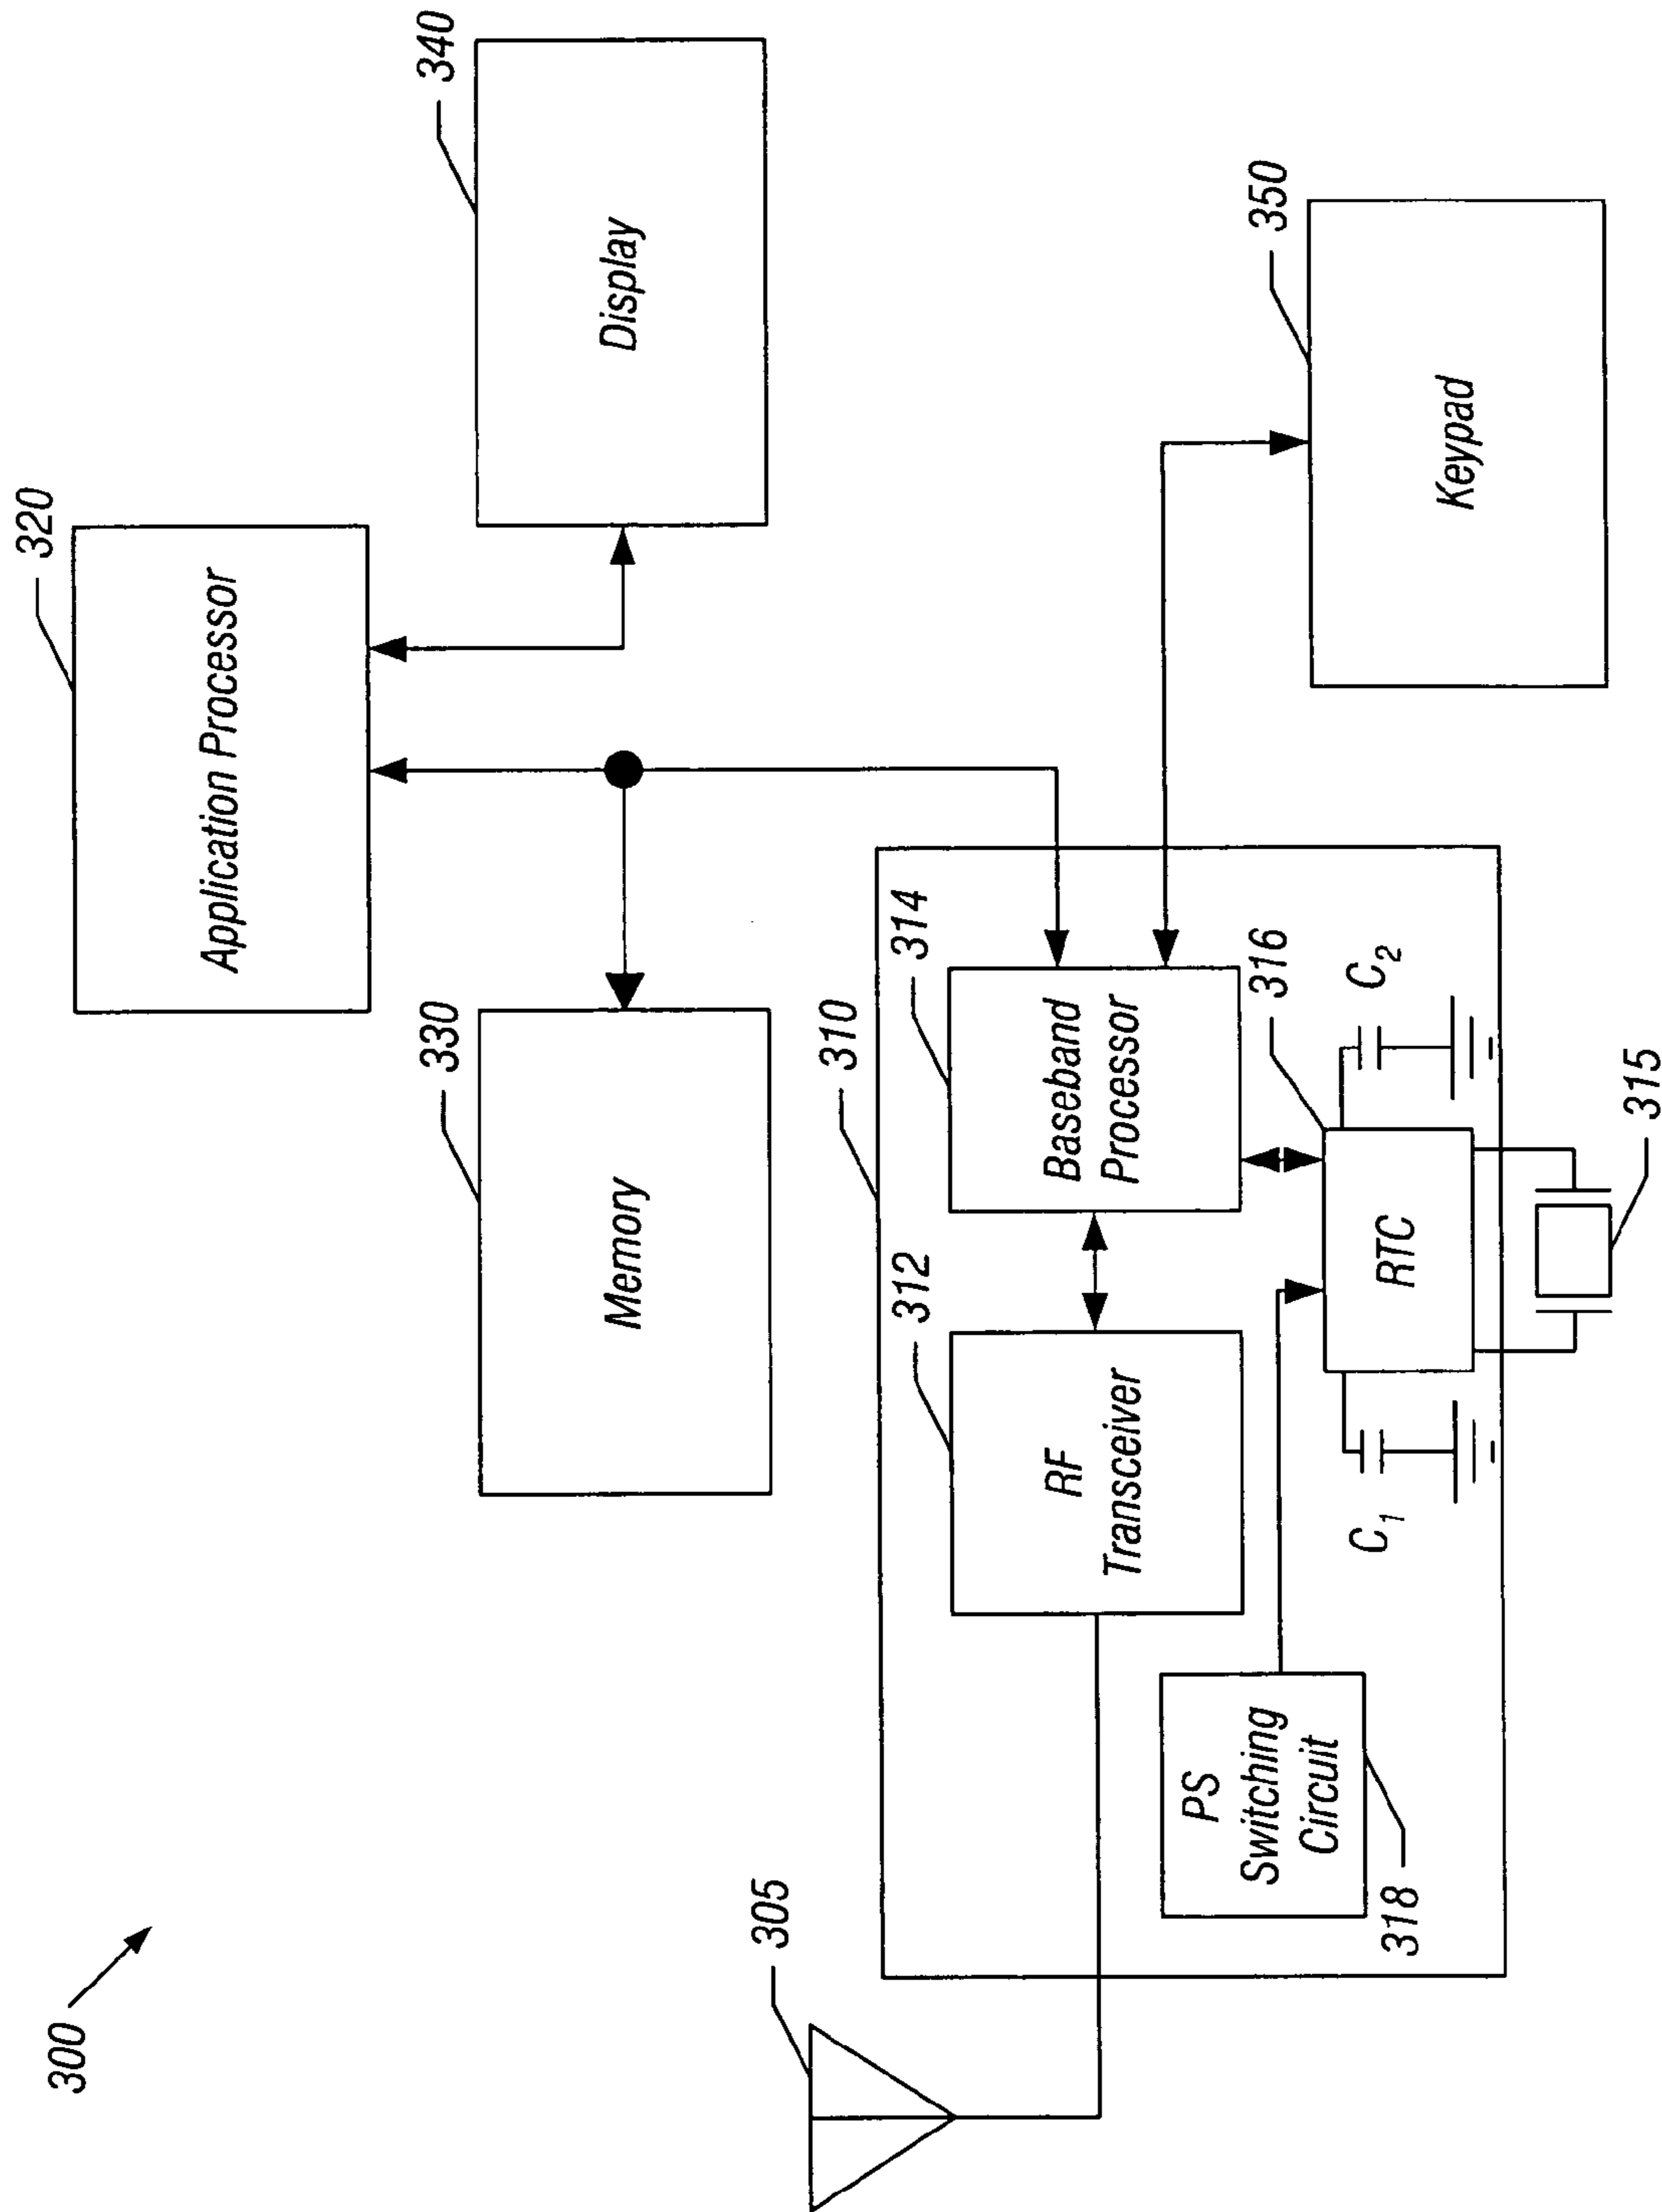 300
320
Application Processor
340
Display
330
Memory
305
310
312
RF
Transceiver
314
Baseband
Processor
350
Keypad
318
PS
Switching
Circuit
316
RTC
C1
C2
315